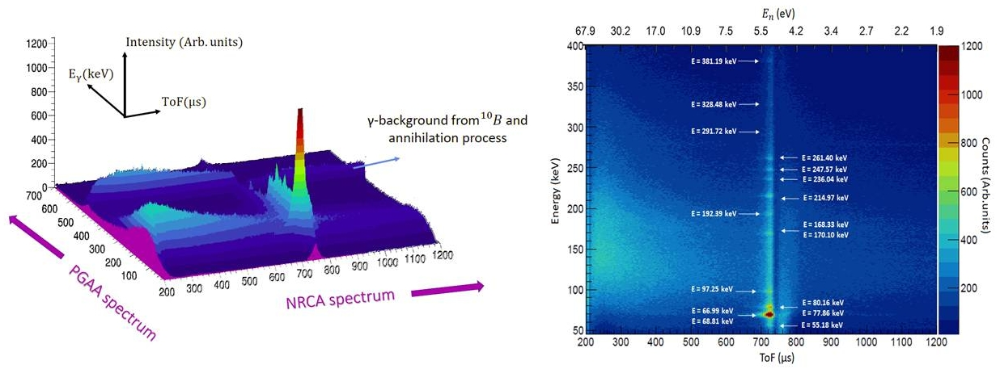 Intensity (Arb. units)
E_γ(keV)
ToF(μs)
1200
1000
800
600
400
200
0
700
600
500
400
300
200
100
200
300
400
500
600
700
800
900
1000
1100
1200
γ-background from ¹⁰B and
annihilation process
PGAA spectrum
NRCA spectrum
E_n (eV)
67.9 30.2 17.0 10.9 7.5 5.5 4.2 3.4 2.7 2.2 1.9
400
350
300
250
200
150
100
50
Energy (keV)
E = 381.19 keV
E = 328.48 keV
E = 291.72 keV
E = 261.40 keV
E = 247.57 keV
E = 236.04 keV
E = 214.97 keV
E = 192.39 keV
E = 168.33 keV
E = 170.10 keV
E = 97.25 keV
E = 80.16 keV
E = 77.86 keV
E = 66.99 keV
E = 68.81 keV
E = 55.18 keV
200 300 400 500 600 700 800 900 1000 1100 1200
ToF (μs)
1200
1000
800
600
400
200
Counts (Arb.units)